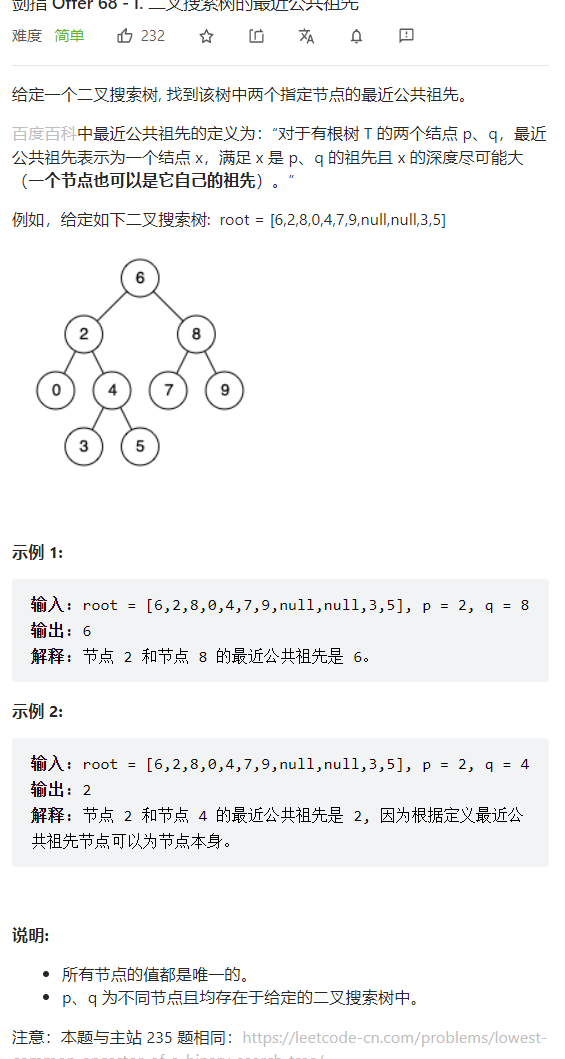 剑指 Offer 68 - I. 二叉搜索树的最近公共祖先
难度 简单 232
给定一个二叉搜索树, 找到该树中两个指定节点的最近公共祖先。
百度百科中最近公共祖先的定义为：“对于有根树 T 的两个结点 p、q，最近
公共祖先表示为一个结点 x，满足 x 是 p、q 的祖先且 x 的深度尽可能大
（一个节点也可以是它自己的祖先）。”
例如，给定如下二叉搜索树: root = [6,2,8,0,4,7,9,null,null,3,5]
6
2 8
0 4 7 9
3 5
示例 1:
输入: root = [6,2,8,0,4,7,9,null,null,3,5], p = 2, q = 8
输出: 6
解释: 节点 2 和节点 8 的最近公共祖先是 6。
示例 2:
输入: root = [6,2,8,0,4,7,9,null,null,3,5], p = 2, q = 4
输出: 2
解释: 节点 2 和节点 4 的最近公共祖先是 2, 因为根据定义最近公
共祖先节点可以为节点本身。
说明:
所有节点的值都是唯一的。
p、q 为不同节点且均存在于给定的二叉搜索树中。
注意：本题与主站 235 题相同：https://leetcode-cn.com/problems/lowest-
common-ancestor-of-a-binary-search-tree/